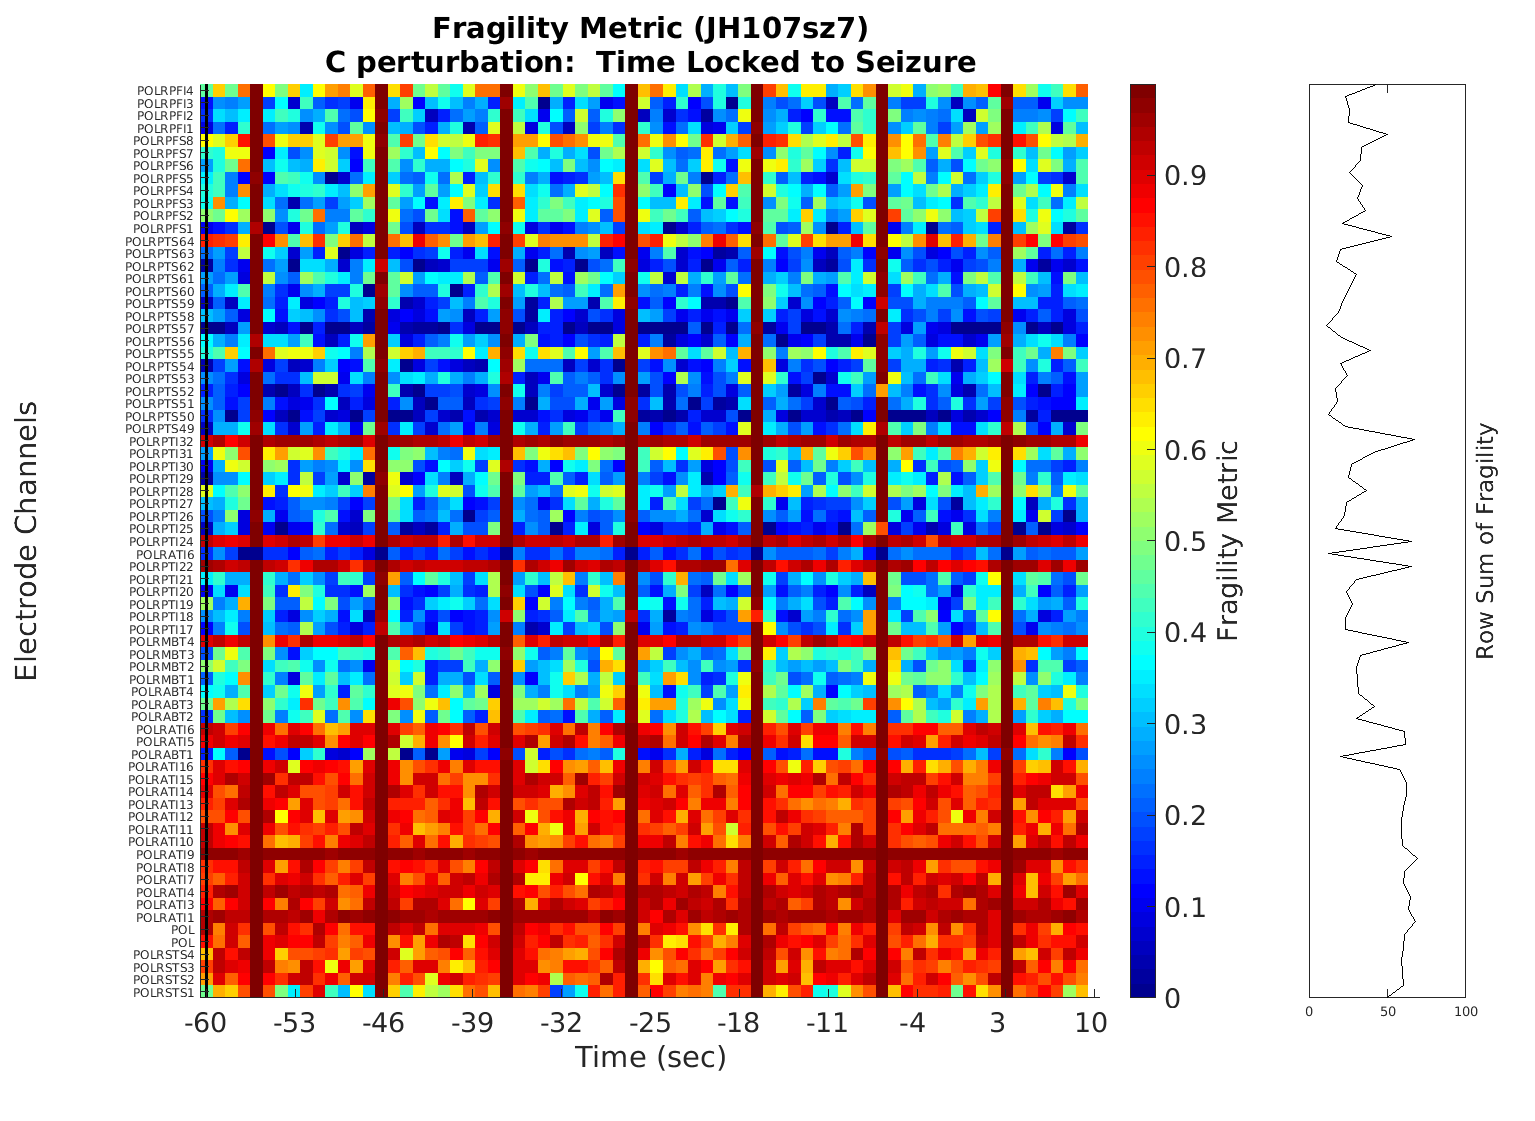 Fragility Metric (JH107sz7)
C perturbation:  Time Locked to Seizure
Electrode Channels
POLRPFI4
POLRPFI3
POLRPFI2
POLRPFI1
POLRPFS8
POLRPFS7
POLRPFS6
POLRPFS5
POLRPFS4
POLRPFS3
POLRPFS2
POLRPFS1
POLRPTS64
POLRPTS63
POLRPTS62
POLRPTS61
POLRPTS60
POLRPTS59
POLRPTS58
POLRPTS57
POLRPTS56
POLRPTS55
POLRPTS54
POLRPTS53
POLRPTS52
POLRPTS51
POLRPTS50
POLRPTS49
POLRPTI32
POLRPTI31
POLRPTI30
POLRPTI29
POLRPTI28
POLRPTI27
POLRPTI26
POLRPTI25
POLRPTI24
POLRATI6
POLRPTI22
POLRPTI21
POLRPTI20
POLRPTI19
POLRPTI18
POLRPTI17
POLRMBT4
POLRMBT3
POLRMBT2
POLRMBT1
POLRABT4
POLRABT3
POLRABT2
POLRATI6
POLRATI5
POLRABT1
POLRATI16
POLRATI15
POLRATI14
POLRATI13
POLRATI12
POLRATI11
POLRATI10
POLRATI9
POLRATI8
POLRATI7
POLRATI4
POLRATI3
POLRATI1
POL
POL
POLRSTS4
POLRSTS3
POLRSTS2
POLRSTS1
-60 -53 -46 -39 -32 -25 -18 -11 -4 3 10
Time (sec)
0.9
0.8
0.7
0.6
0.5
0.4
0.3
0.2
0.1
0
Fragility Metric
0 50 100
Row Sum of Fragility